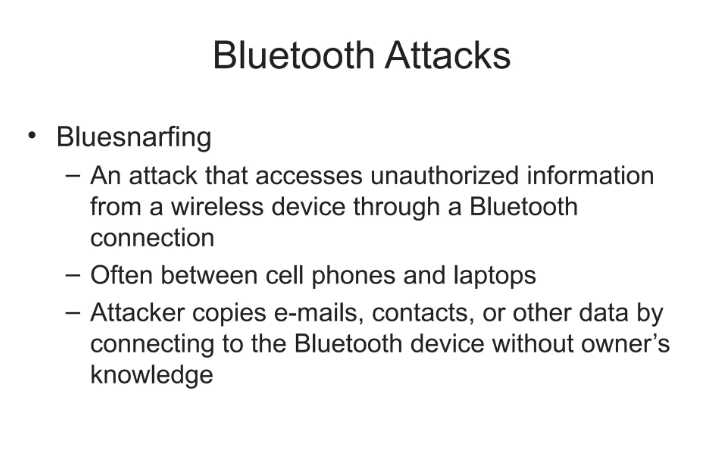 Bluetooth Attacks
• Bluesnarfing
– An attack that accesses unauthorized information
from a wireless device through a Bluetooth
connection
– Often between cell phones and laptops
– Attacker copies e-mails, contacts, or other data by
connecting to the Bluetooth device without owner’s
knowledge